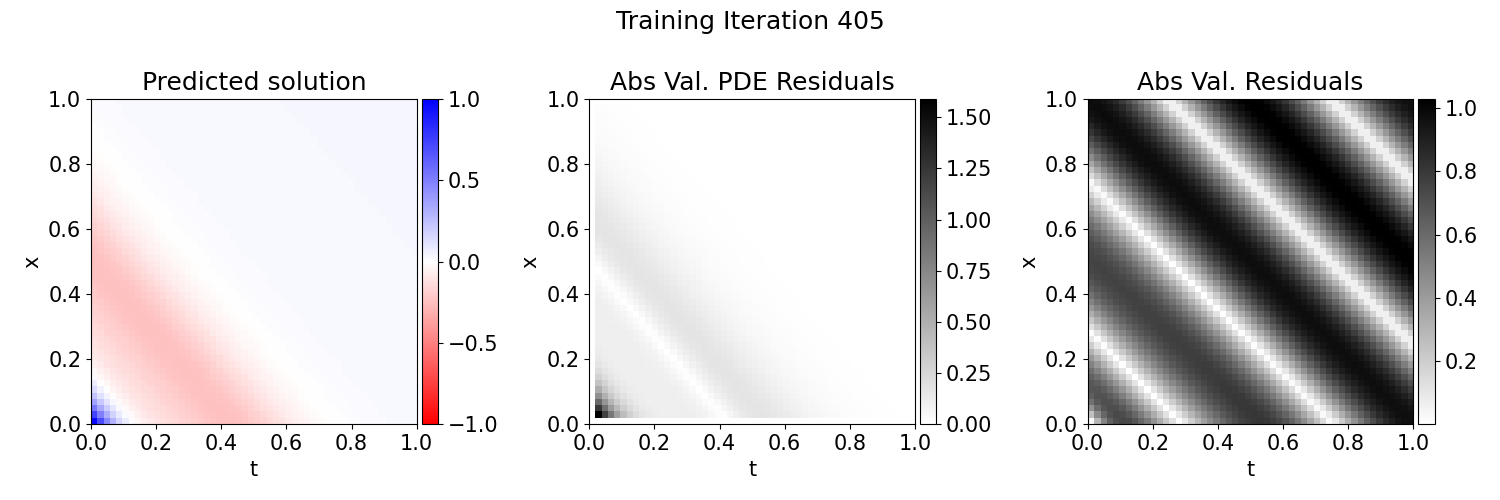 Training Iteration 405
Predicted solution
Abs Val. PDE Residuals
Abs Val. Residuals
1.0
0.8
0.6
0.4
0.2
0.0
x
0.0 0.2 0.4 0.6 0.8 1.0
t
1.0
0.5
0.0
−0.5
−1.0
1.0
0.8
0.6
0.4
0.2
0.0
x
0.0 0.2 0.4 0.6 0.8 1.0
t
1.50
1.25
1.00
0.75
0.50
0.25
0.00
1.0
0.8
0.6
0.4
0.2
0.0
x
0.0 0.2 0.4 0.6 0.8 1.0
t
1.0
0.8
0.6
0.4
0.2